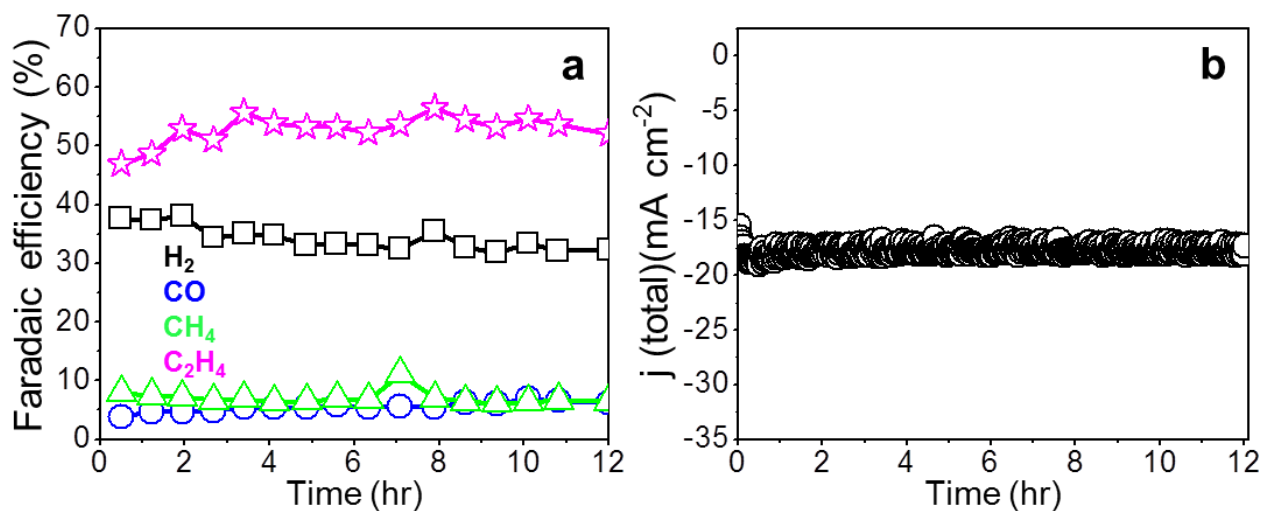 a
Faradaic efficiency (%)
70
60
50
40
30
20
10
0
H₂
CO
CH₄
C₂H₄
0 2 4 6 8 10 12
Time (hr)
b
j (total)(mA cm⁻²)
0
-5
-10
-15
-20
-25
-30
-35
0 2 4 6 8 10 12
Time (hr)